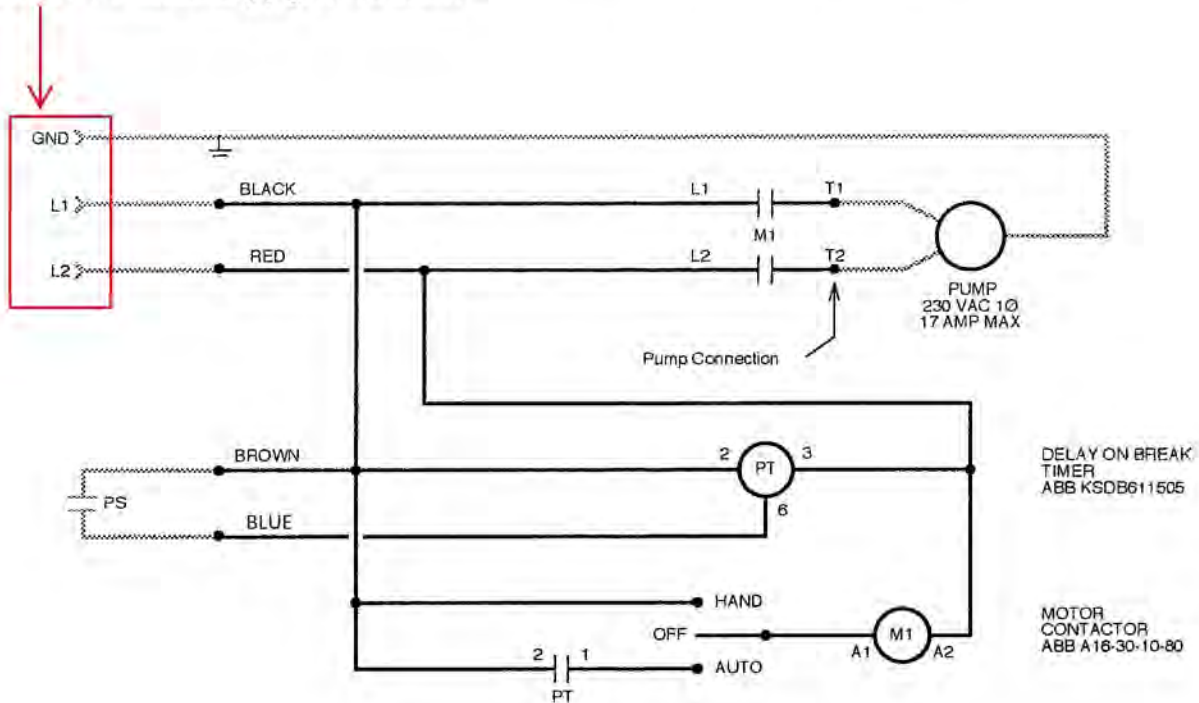 GND
L1
BLACK
L1
T1
M1
L2
RED
L2
T2
PUMP
230 VAC 1Ø
17 AMP MAX
Pump Connection
BROWN
2
PT
3
DELAY ON BREAK
TIMER
ABB KSDB611505
PS
6
BLUE
HAND
OFF
A1
M1
A2
MOTOR
CONTACTOR
ABB A16-30-10-80
2
1
AUTO
PT